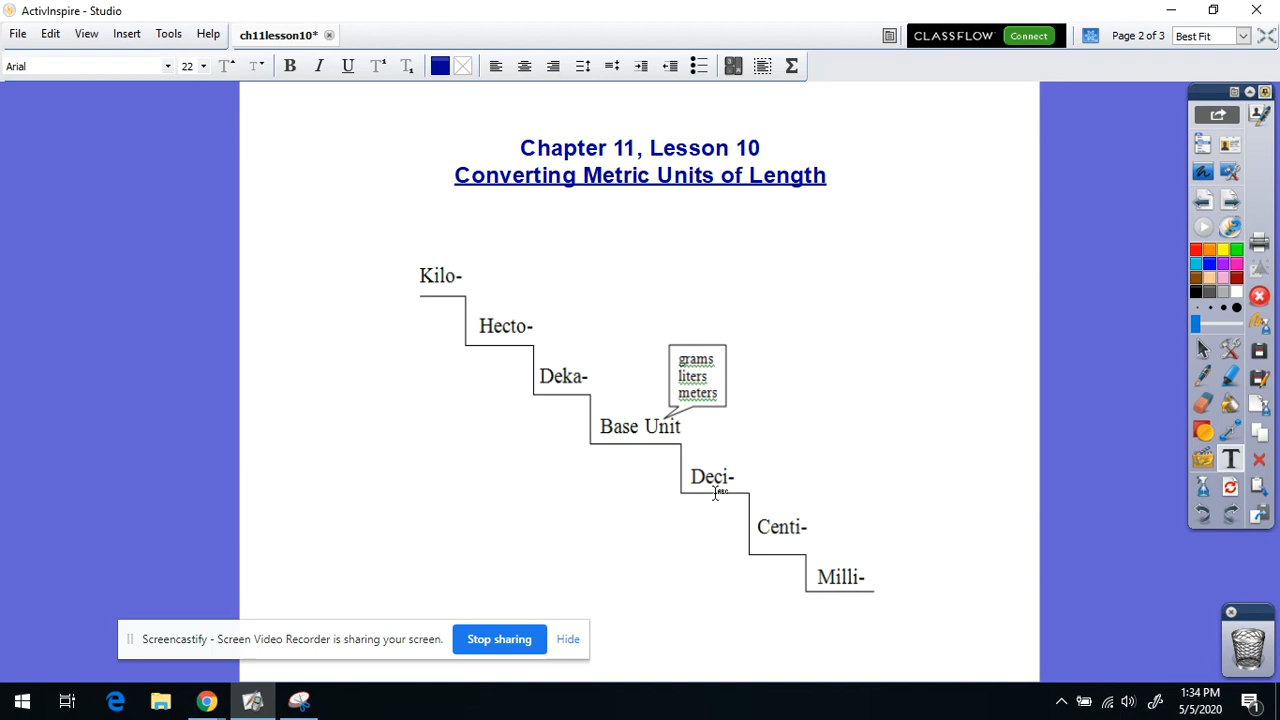 ActivInspire - Studio
File Edit View Insert Tools Help
ch11lesson10*
CLASSFLOW Connect
Page 2 of 3
Best Fit
Arial
22
Chapter 11, Lesson 10
Converting Metric Units of Length
Kilo-
Hecto-
Deka-
grams
liters
meters
Base Unit
Deci-
ABC
Centi-
Milli-
Screencastify - Screen Video Recorder is sharing your screen. Stop sharing Hide
1:34 PM
5/5/2020
1